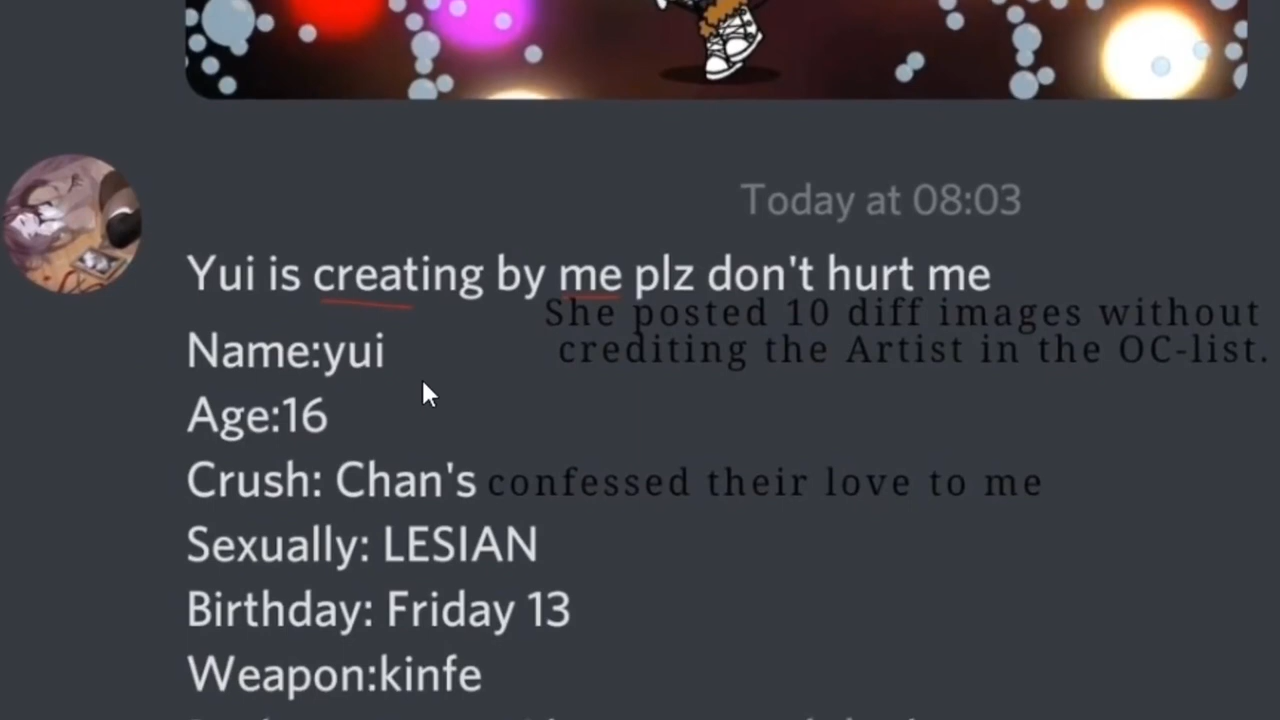 Today at 08:03
Yui is creating by me plz don't hurt me
She posted 10 diff images without
crediting the Artist in the OC-list.
Name:yui
Age:16
Crush: Chan's confessed their love to me
Sexually: LESIAN
Birthday: Friday 13
Weapon:kinfe